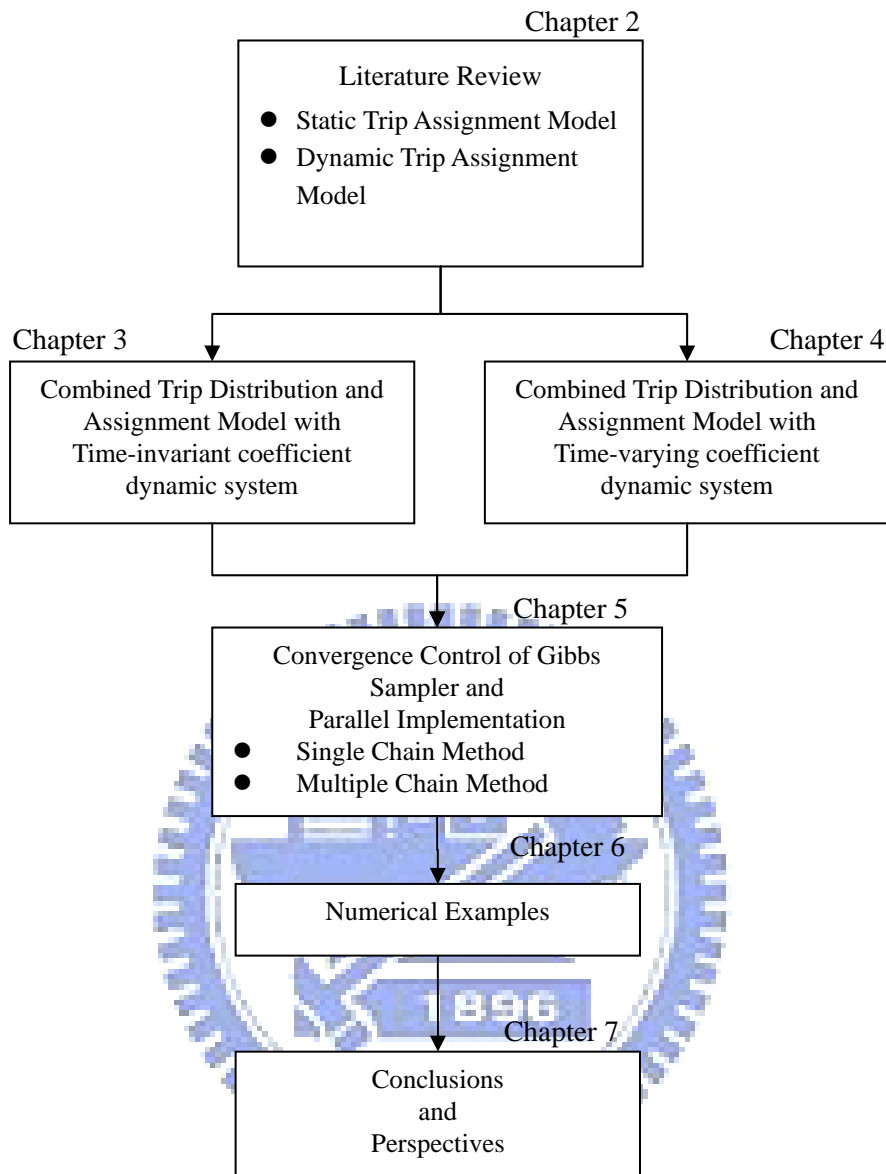 Chapter 2
Literature Review
● Static Trip Assignment Model
● Dynamic Trip Assignment
Model
Chapter 3
Combined Trip Distribution and
Assignment Model with
Time-invariant coefficient
dynamic system
Chapter 4
Combined Trip Distribution and
Assignment Model with
Time-varying coefficient
dynamic system
Chapter 5
Convergence Control of Gibbs
Sampler and
Parallel Implementation
● Single Chain Method
● Multiple Chain Method
Chapter 6
Numerical Examples
1896
Chapter 7
Conclusions
and
Perspectives